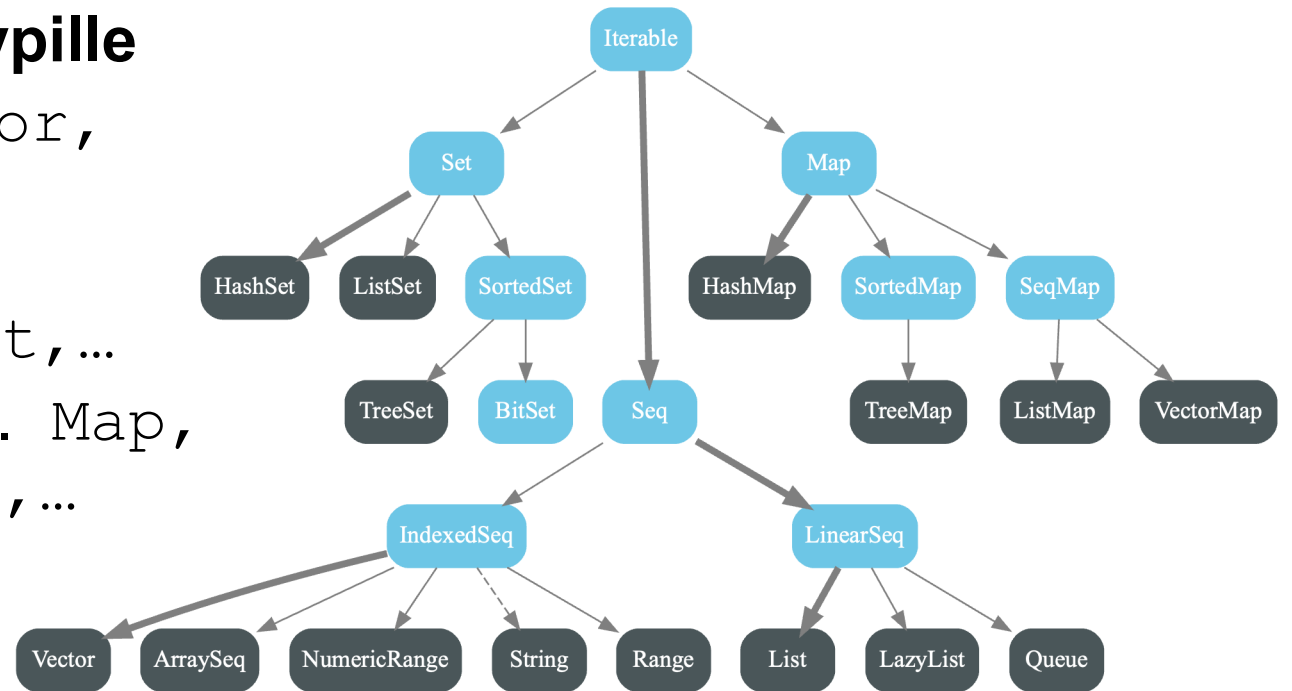 ypille
or,
t,…
. Map,
,…
Iterable
Set
Map
HashSet
ListSet
SortedSet
HashMap
SortedMap
SeqMap
TreeSet
BitSet
Seq
TreeMap
ListMap
VectorMap
IndexedSeq
LinearSeq
Vector
ArraySeq
NumericRange
String
Range
List
LazyList
Queue